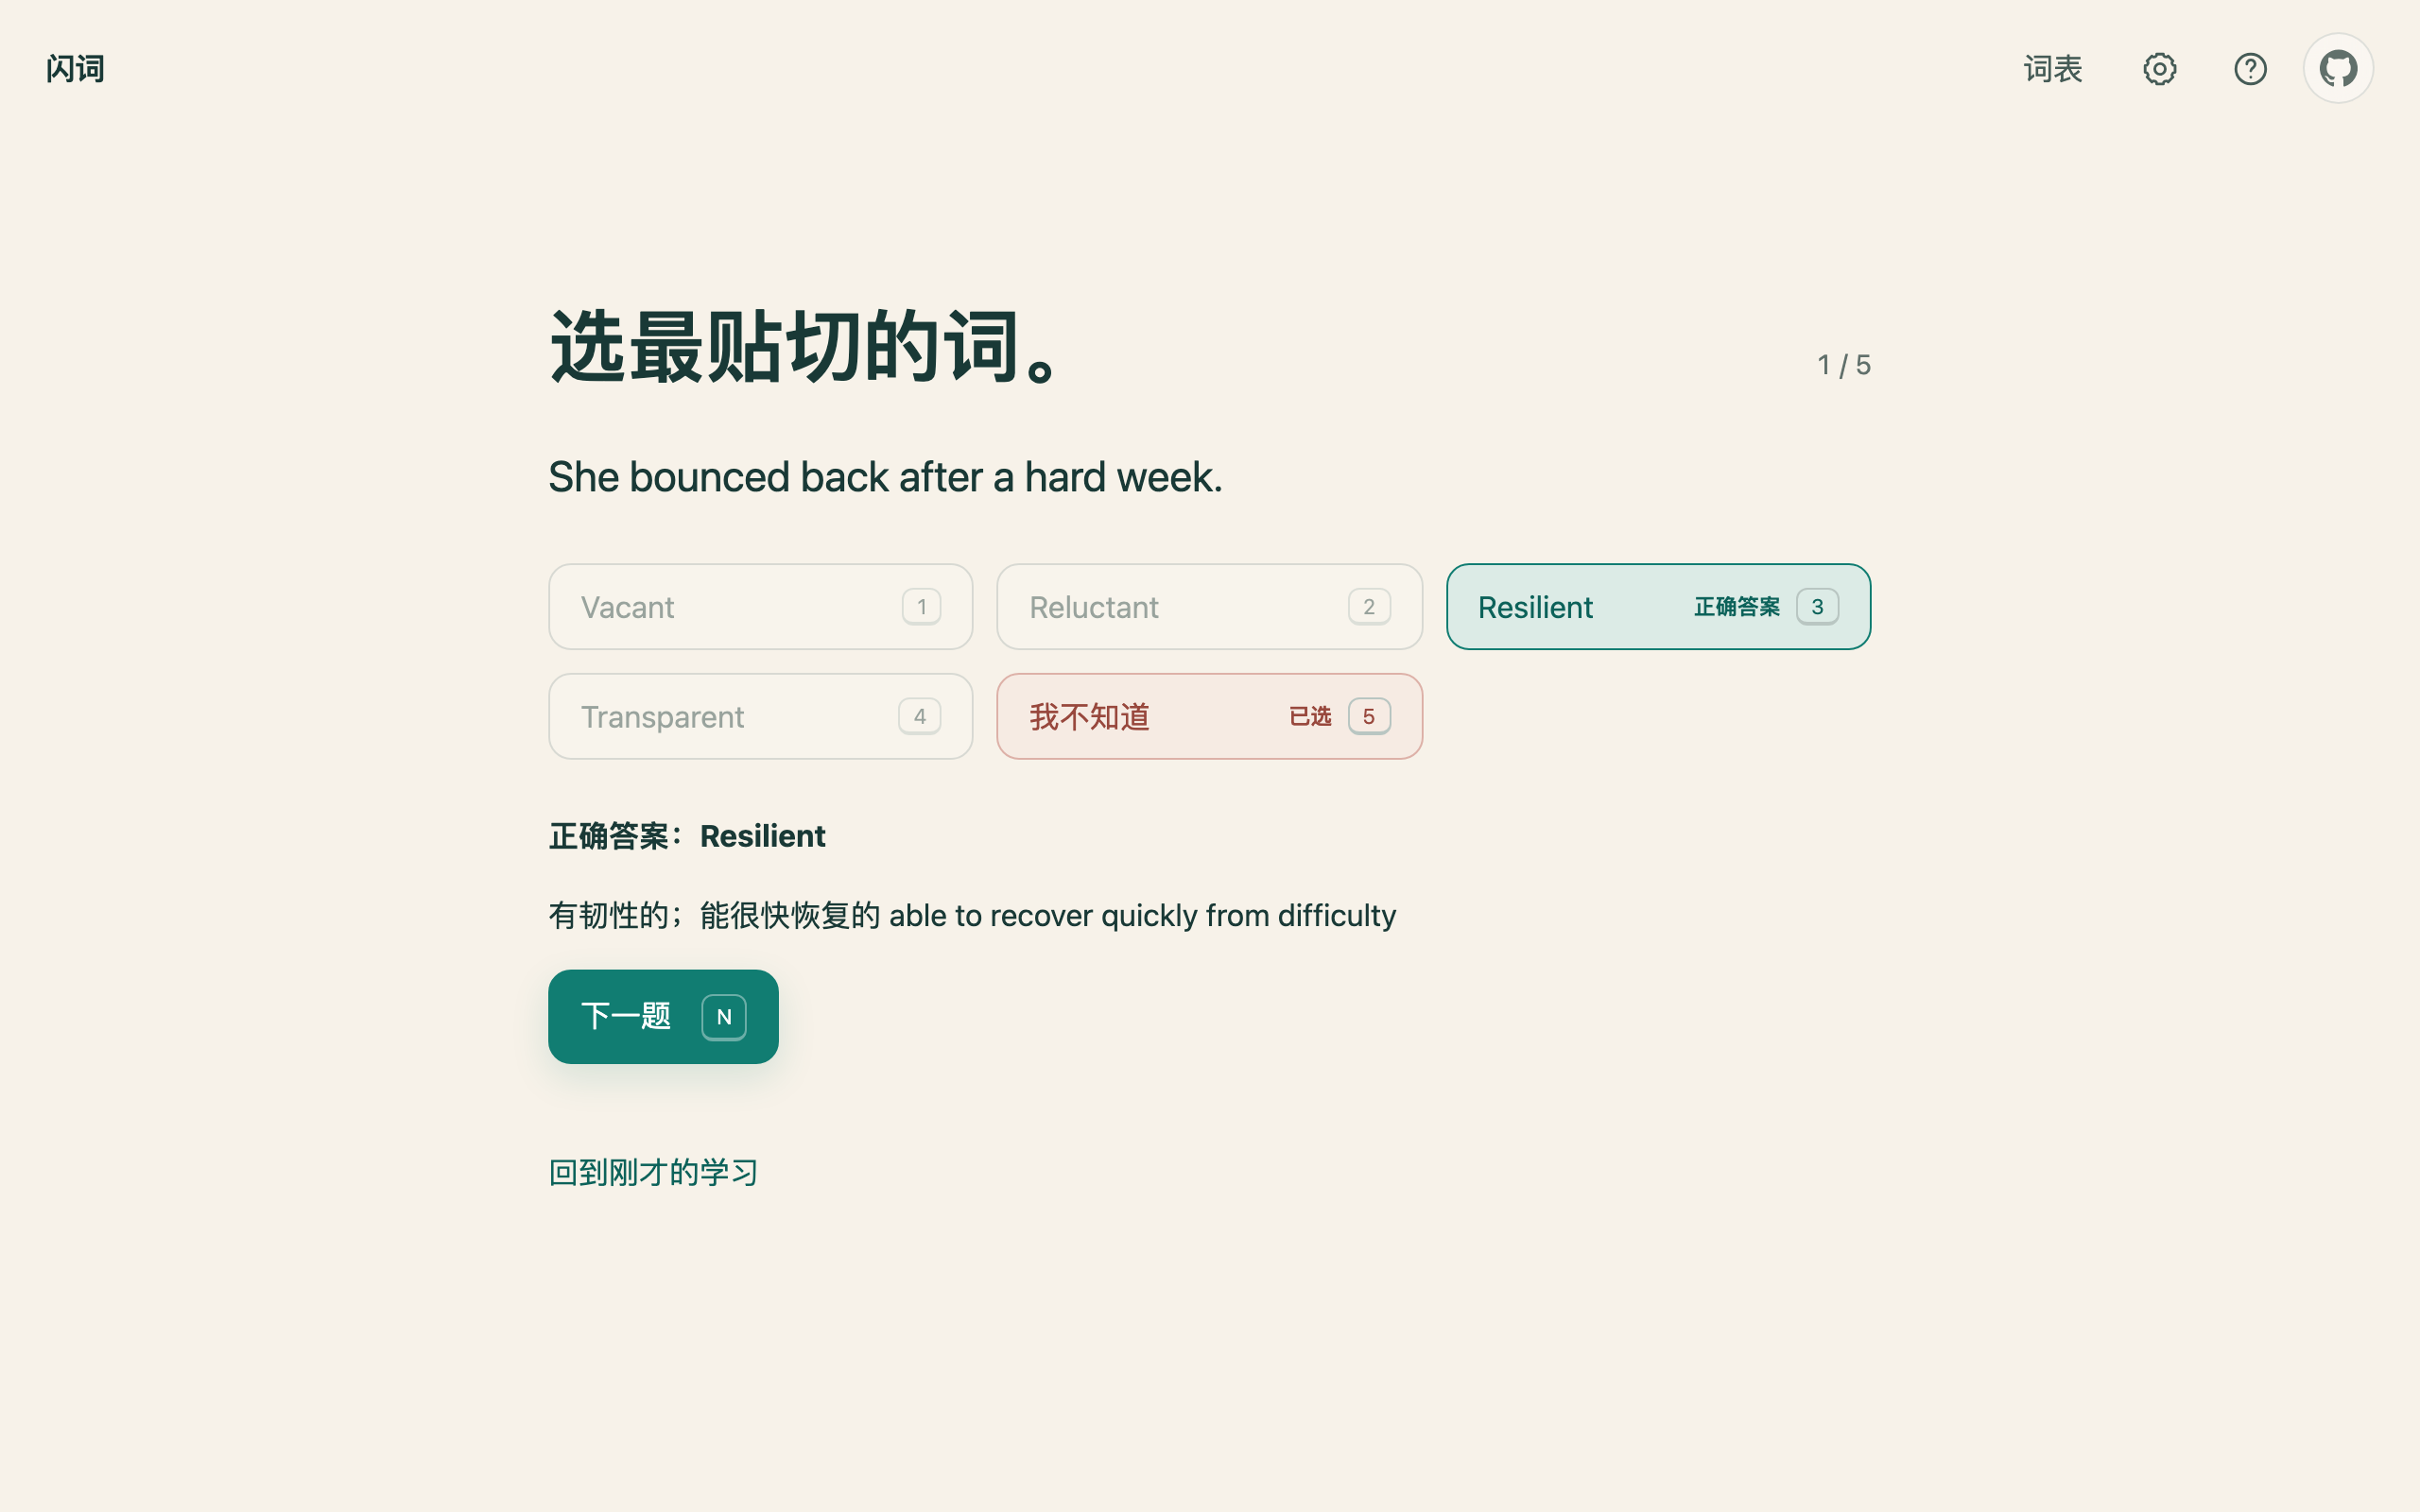 闪词 词表
选最贴切的词。 1 / 5
She bounced back after a hard week.
Vacant 1 Reluctant 2 Resilient 正确答案 3
Transparent 4 我不知道 已选 5
正确答案：Resilient
有韧性的；能很快恢复的 able to recover quickly from difficulty
下一题 N
回到刚才的学习